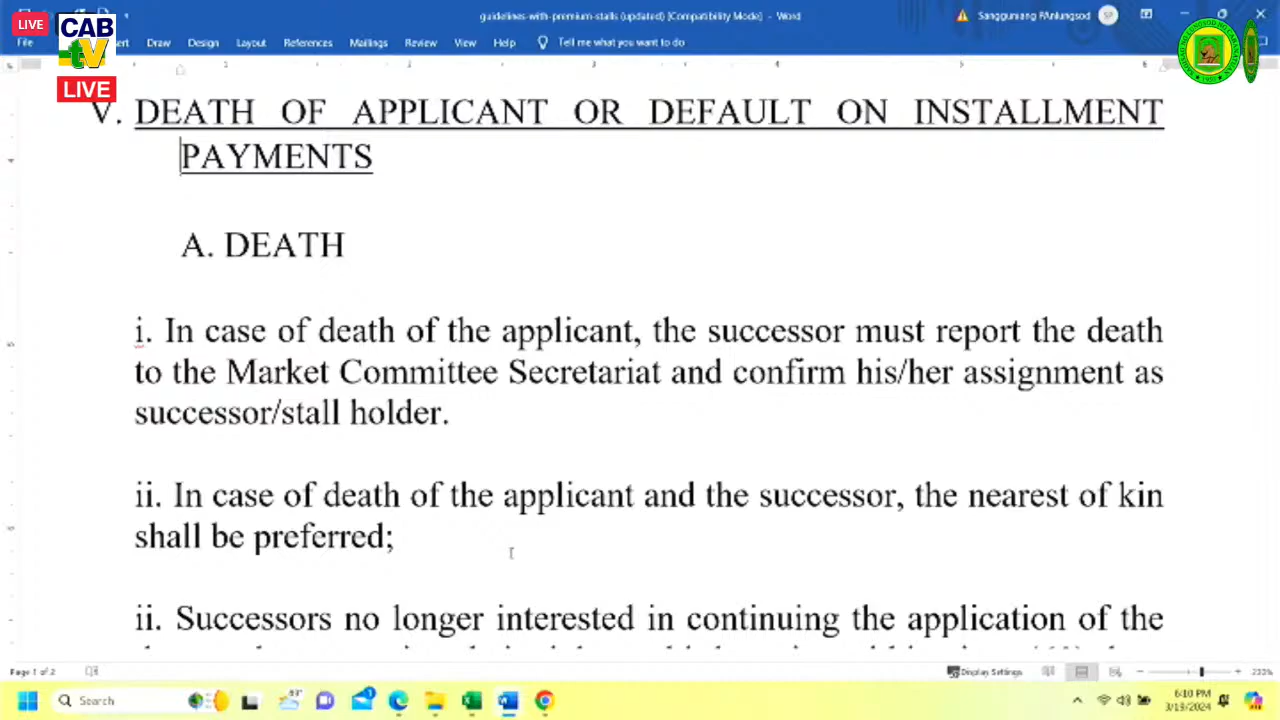 LIVE
CAB
tv
LIVE
guidelines-with-premium-stalls (updated) [Compatibility Mode] - Word
Sangguniang PAnlungsod
SP
File
Draw
Design
Layout
References
Mailings
Review
View
Help
Tell me what you want to do
V. DEATH OF APPLICANT OR DEFAULT ON INSTALLMENT
PAYMENTS
A. DEATH
i. In case of death of the applicant, the successor must report the death
to the Market Committee Secretariat and confirm his/her assignment as
successor/stall holder.
ii. In case of death of the applicant and the successor, the nearest of kin
shall be preferred;
ii. Successors no longer interested in continuing the application of the
Page 1 of 2
Display Settings
233%
Search
6:10 PM
3/19/2024